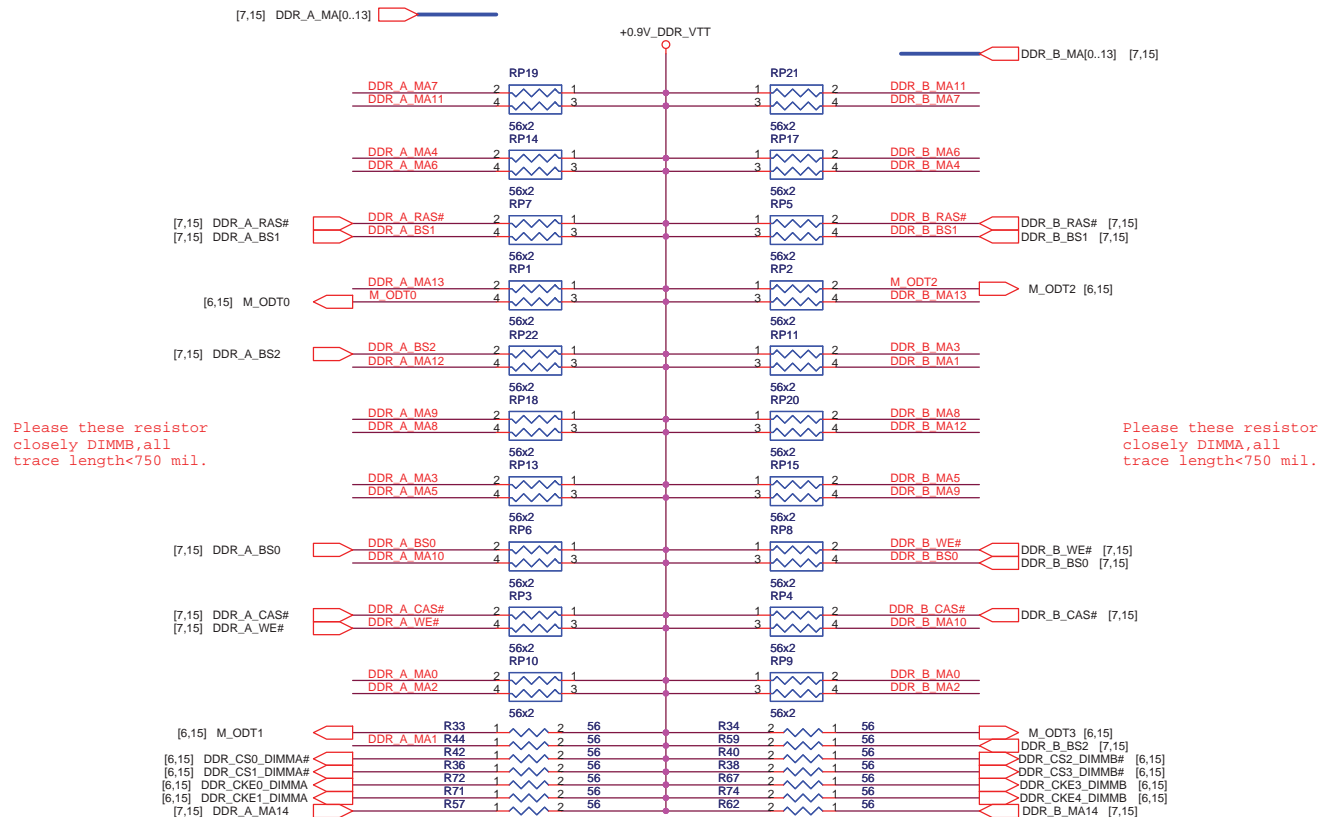 [7,15] DDR_A_MA[0..13]
+0.9V_DDR_VTT
DDR_B_MA[0..13] [7,15]
RP19 RP21
DDR_A_MA7 2 1 1 2 DDR_B_MA11
DDR_A_MA11 4 3 3 4 DDR_B_MA7
56x2 56x2
RP14 RP17
DDR_A_MA4 2 1 1 2 DDR_B_MA6
DDR_A_MA6 4 3 3 4 DDR_B_MA4
56x2 56x2
RP7 RP5
[7,15] DDR_A_RAS# DDR_A_RAS# 2 1 1 2 DDR_B_RAS# DDR_B_RAS# [7,15]
[7,15] DDR_A_BS1 DDR_A_BS1 4 3 3 4 DDR_B_BS1 DDR_B_BS1 [7,15]
56x2 56x2
RP1 RP2
DDR_A_MA13 2 1 1 2 M_ODT2 M_ODT2 [6,15]
[6,15] M_ODT0 M_ODT0 4 3 3 4 DDR_B_MA13
56x2 56x2
RP22 RP11
[7,15] DDR_A_BS2 DDR_A_BS2 2 1 1 2 DDR_B_MA3
DDR_A_MA12 4 3 3 4 DDR_B_MA1
56x2 56x2
RP18 RP20
DDR_A_MA9 2 1 1 2 DDR_B_MA8
DDR_A_MA8 4 3 3 4 DDR_B_MA12
Please these resistor
closely DIMMB,all
trace length<750 mil.
Please these resistor
closely DIMMA,all
trace length<750 mil.
56x2 56x2
RP13 RP15
DDR_A_MA3 2 1 1 2 DDR_B_MA5
DDR_A_MA5 4 3 3 4 DDR_B_MA9
56x2 56x2
RP6 RP8
[7,15] DDR_A_BS0 DDR_A_BS0 2 1 1 2 DDR_B_WE# DDR_B_WE# [7,15]
DDR_A_MA10 4 3 3 4 DDR_B_BS0 DDR_B_BS0 [7,15]
56x2 56x2
RP3 RP4
[7,15] DDR_A_CAS# DDR_A_CAS# 2 1 1 2 DDR_B_CAS# DDR_B_CAS# [7,15]
[7,15] DDR_A_WE# DDR_A_WE# 4 3 3 4 DDR_B_MA10
56x2 56x2
RP10 RP9
DDR_A_MA0 2 1 1 2 DDR_B_MA0
DDR_A_MA2 4 3 3 4 DDR_B_MA2
56x2 56x2
[6,15] M_ODT1 R33 1 2 56 R34 2 1 56 M_ODT3 [6,15]
DDR_A_MA1 R44 1 2 56 R59 2 1 56 DDR_B_BS2 [7,15]
[6,15] DDR_CS0_DIMMA# R42 1 2 56 R40 2 1 56 DDR_CS2_DIMMB# [6,15]
[6,15] DDR_CS1_DIMMA# R36 1 2 56 R38 2 1 56 DDR_CS3_DIMMB# [6,15]
[6,15] DDR_CKE0_DIMMA R72 1 2 56 R67 2 1 56 DDR_CKE3_DIMMB [6,15]
[6,15] DDR_CKE1_DIMMA R71 1 2 56 R74 2 1 56 DDR_CKE4_DIMMB [6,15]
[7,15] DDR_A_MA14 R57 1 2 56 R62 2 1 56 DDR_B_MA14 [7,15]